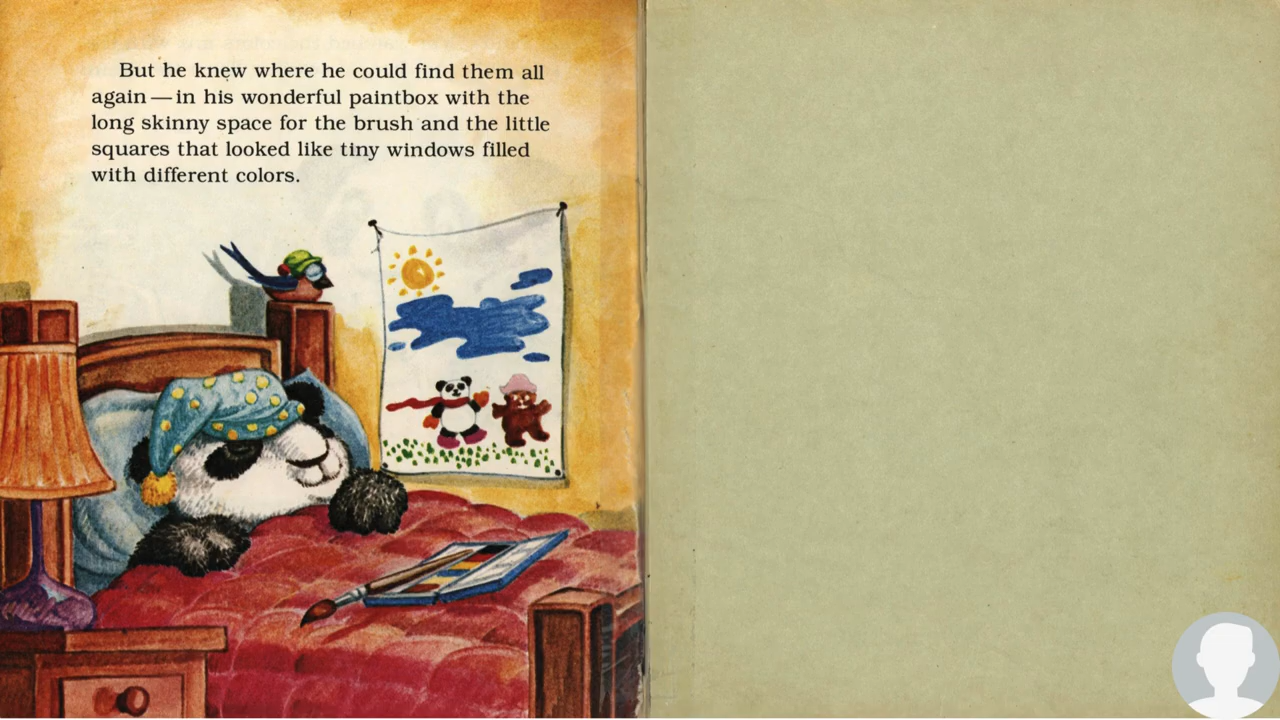 But he knew where he could find them all
again — in his wonderful paintbox with the
long skinny space for the brush and the little
squares that looked like tiny windows filled
with different colors.